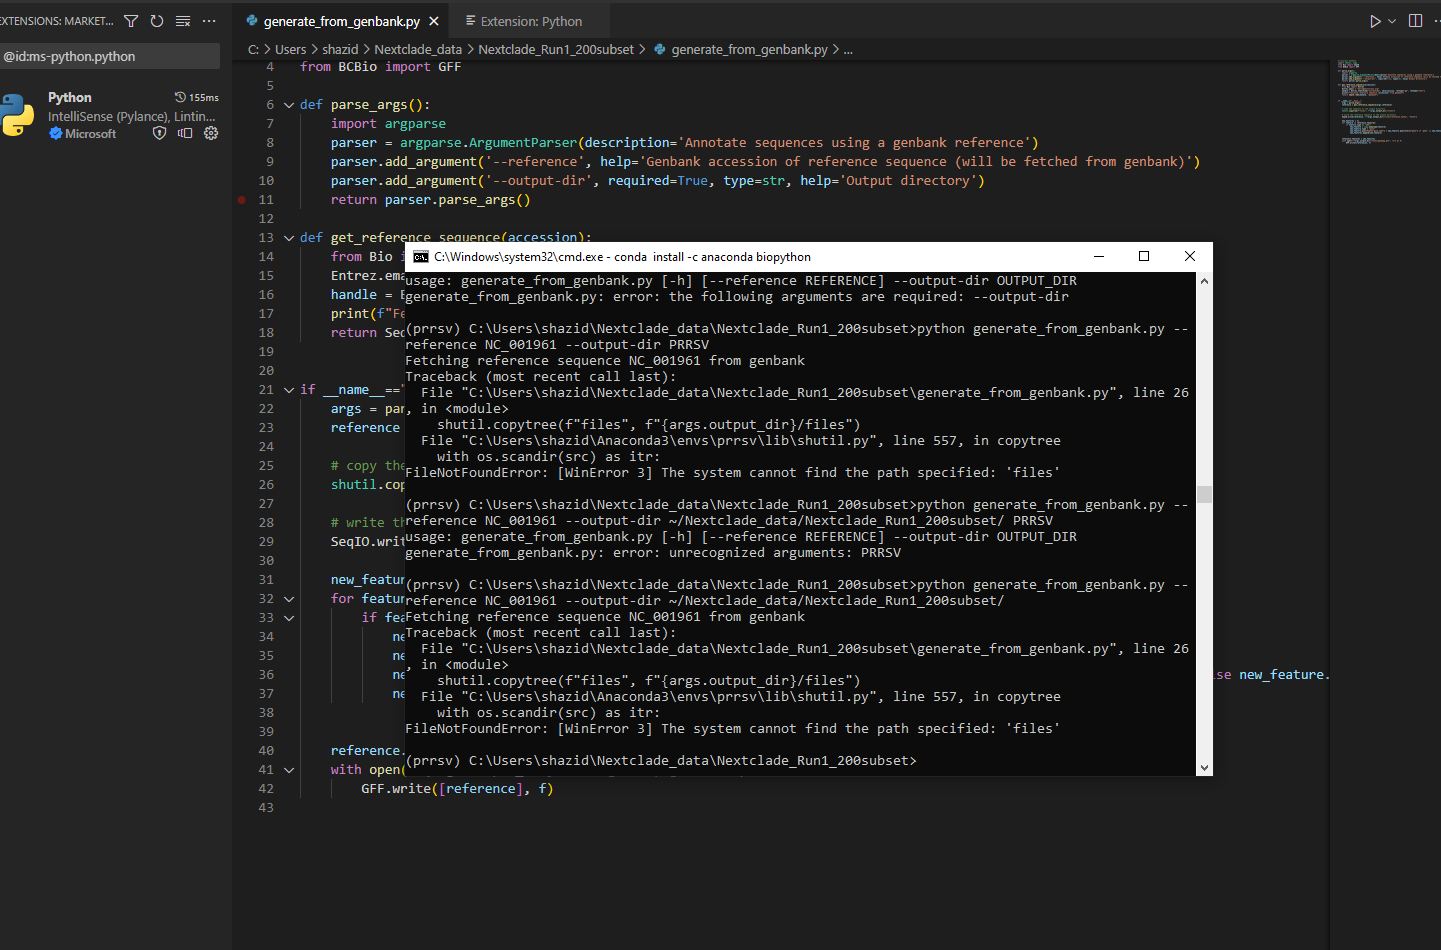 EXTENSIONS: MARKET...
@id:ms-python.python
Python 155ms
IntelliSense (Pylance), Lintin...
Microsoft
generate_from_genbank.py Extension: Python
C: > Users > shazid > Nextclade_data > Nextclade_Run1_200subset > generate_from_genbank.py > ...
4 from BCBio import GFF
5
6 def parse_args():
7 import argparse
8 parser = argparse.ArgumentParser(description='Annotate sequences using a genbank reference')
9 parser.add_argument('--reference', help='Genbank accession of reference sequence (will be fetched from genbank)')
10 parser.add_argument('--output-dir', required=True, type=str, help='Output directory')
11 return parser.parse_args()
12
13 def get_reference_sequence(accession):
14 from Bio
15 Entrez.ema
16 handle =
17 print(f"Fe
18 return Seq
19
20
21 if __name__=="
22 args = par
23 reference
24
25 # copy the
26 shutil.cop
27
28 # write th
29 SeqIO.writ
30
31 new_featur
32 for featur
33 if fea
34 ne
35 ne
36 ne se new_feature.
37 ne
38
39
40 reference.
41 with open(
42 GFF.write([reference], f)
43
C:\Windows\system32\cmd.exe - conda install -c anaconda biopython
usage: generate_from_genbank.py [-h] [--reference REFERENCE] --output-dir OUTPUT_DIR
generate_from_genbank.py: error: the following arguments are required: --output-dir
(prrsv) C:\Users\shazid\Nextclade_data\Nextclade_Run1_200subset>python generate_from_genbank.py --
reference NC_001961 --output-dir PRRSV
Fetching reference sequence NC_001961 from genbank
Traceback (most recent call last):
File "C:\Users\shazid\Nextclade_data\Nextclade_Run1_200subset\generate_from_genbank.py", line 26
, in <module>
shutil.copytree(f"files", f"{args.output_dir}/files")
File "C:\Users\shazid\Anaconda3\envs\prrsv\lib\shutil.py", line 557, in copytree
with os.scandir(src) as itr:
FileNotFoundError: [WinError 3] The system cannot find the path specified: 'files'
(prrsv) C:\Users\shazid\Nextclade_data\Nextclade_Run1_200subset>python generate_from_genbank.py --
reference NC_001961 --output-dir ~/Nextclade_data/Nextclade_Run1_200subset/ PRRSV
usage: generate_from_genbank.py [-h] [--reference REFERENCE] --output-dir OUTPUT_DIR
generate_from_genbank.py: error: unrecognized arguments: PRRSV
(prrsv) C:\Users\shazid\Nextclade_data\Nextclade_Run1_200subset>python generate_from_genbank.py --
reference NC_001961 --output-dir ~/Nextclade_data/Nextclade_Run1_200subset/
Fetching reference sequence NC_001961 from genbank
Traceback (most recent call last):
File "C:\Users\shazid\Nextclade_data\Nextclade_Run1_200subset\generate_from_genbank.py", line 26
, in <module>
shutil.copytree(f"files", f"{args.output_dir}/files")
File "C:\Users\shazid\Anaconda3\envs\prrsv\lib\shutil.py", line 557, in copytree
with os.scandir(src) as itr:
FileNotFoundError: [WinError 3] The system cannot find the path specified: 'files'
(prrsv) C:\Users\shazid\Nextclade_data\Nextclade_Run1_200subset>